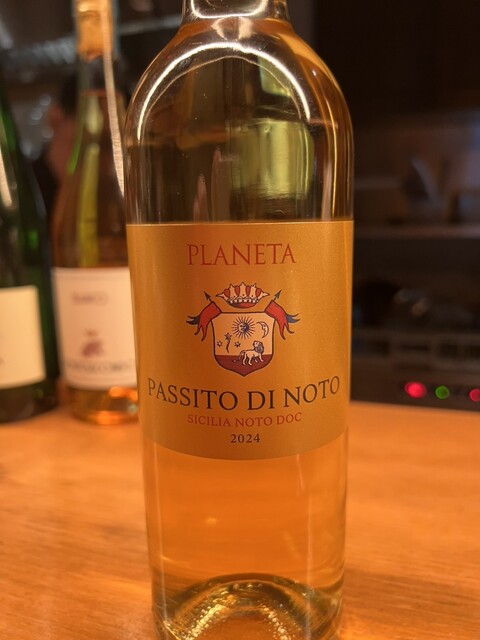 PLANETA
PASSITO DI NOTO
SICILIA NOTO DOC
2024